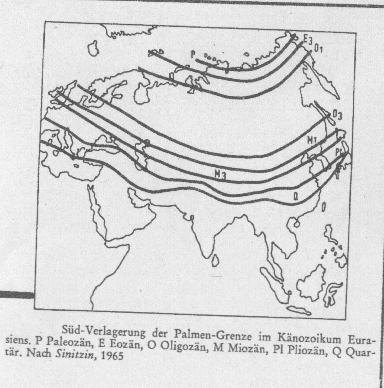 P
E3
O1
O3
M1
M3
Pl
Q
Süd-Verlagerung der Palmen-Grenze im Känozoikum Eura-
siens. P Paleozän, E Eozän, O Oligozän, M Miozän, Pl Pliozän, Q Quar-
tär. Nach Sinitzin, 1965